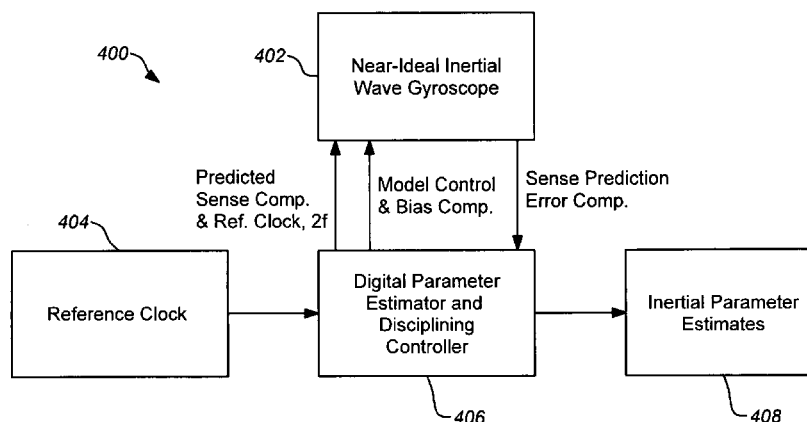 400
402
Near-Ideal Inertial
Wave Gyroscope
Predicted
Sense Comp.
& Ref. Clock, 2f
Model Control
& Bias Comp.
Sense Prediction
Error Comp.
404
Reference Clock
Digital Parameter
Estimator and
Disciplining
Controller
Inertial Parameter
Estimates
406
408